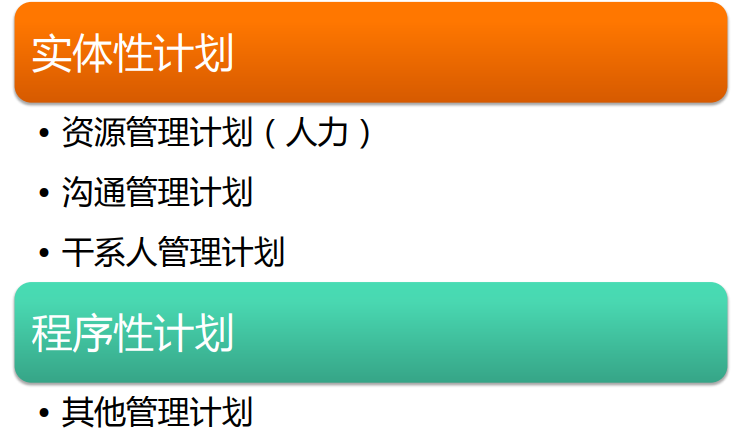 实体性计划
• 资源管理计划（人力）
• 沟通管理计划
• 干系人管理计划
程序性计划
• 其他管理计划